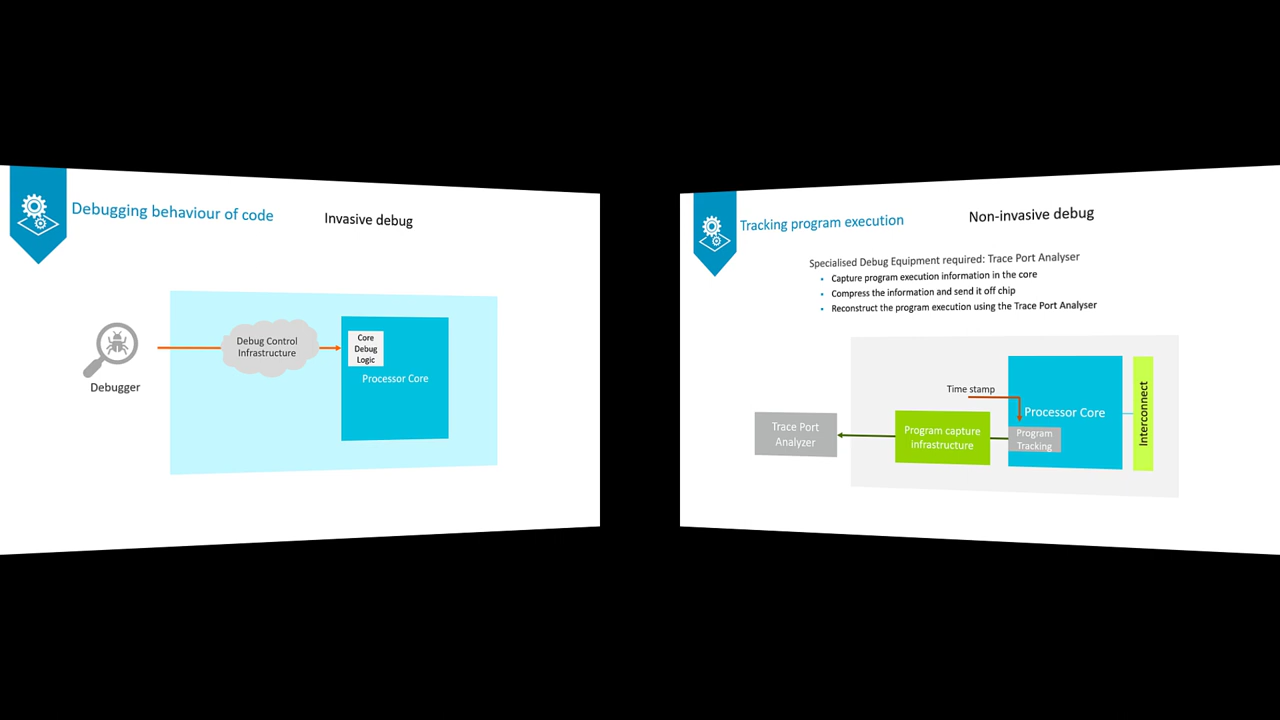 Debugging behaviour of code
Invasive debug
Debugger
Debug Control
Infrastructure
Core
Debug
Logic
Processor Core
Tracking program execution
Non-invasive debug
Specialised Debug Equipment required: Trace Port Analyser
• Capture program execution information in the core
• Compress the information and send it off chip
• Reconstruct the program execution using the Trace Port Analyser
Time stamp
Trace Port
Analyzer
Program capture
infrastructure
Processor Core
Program
Tracking
Interconnect